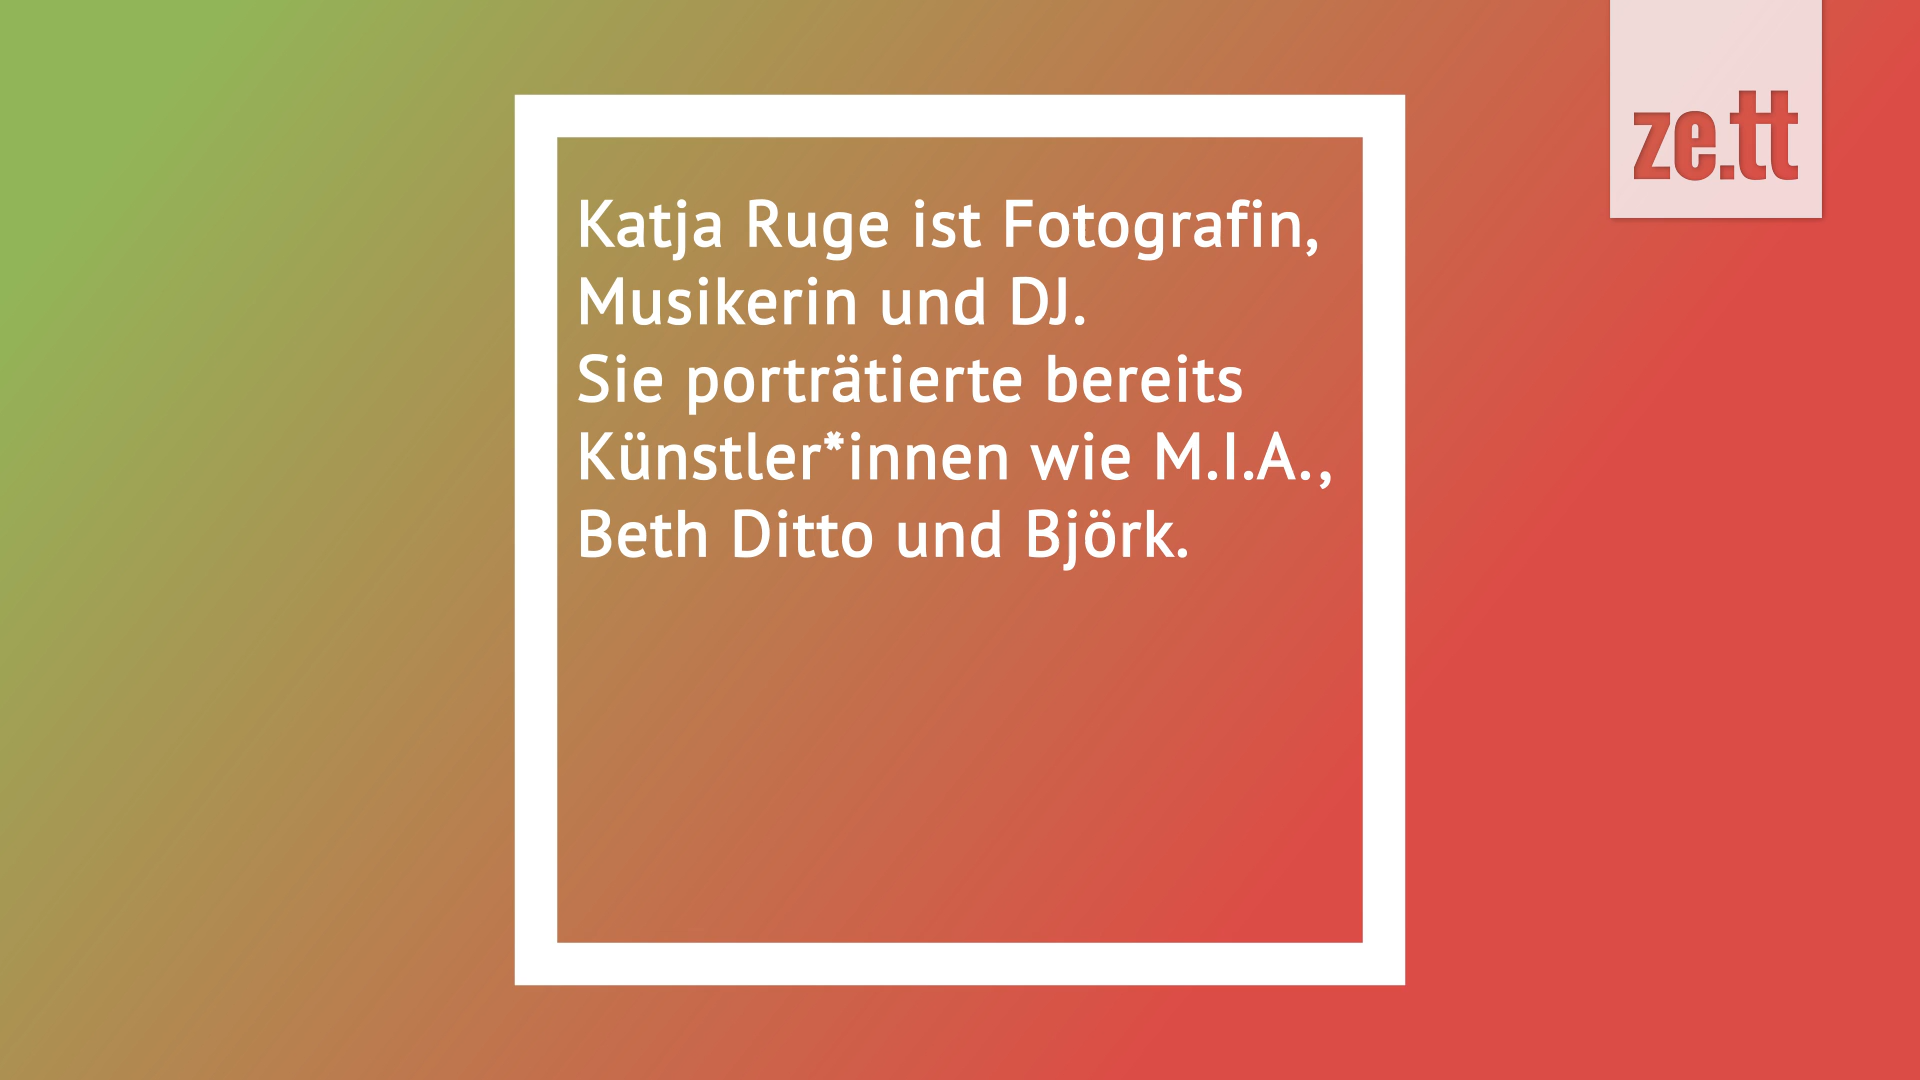 ze.tt
Katja Ruge ist Fotografin,
Musikerin und DJ.
Sie porträtierte bereits
Künstler*innen wie M.I.A.,
Beth Ditto und Björk.